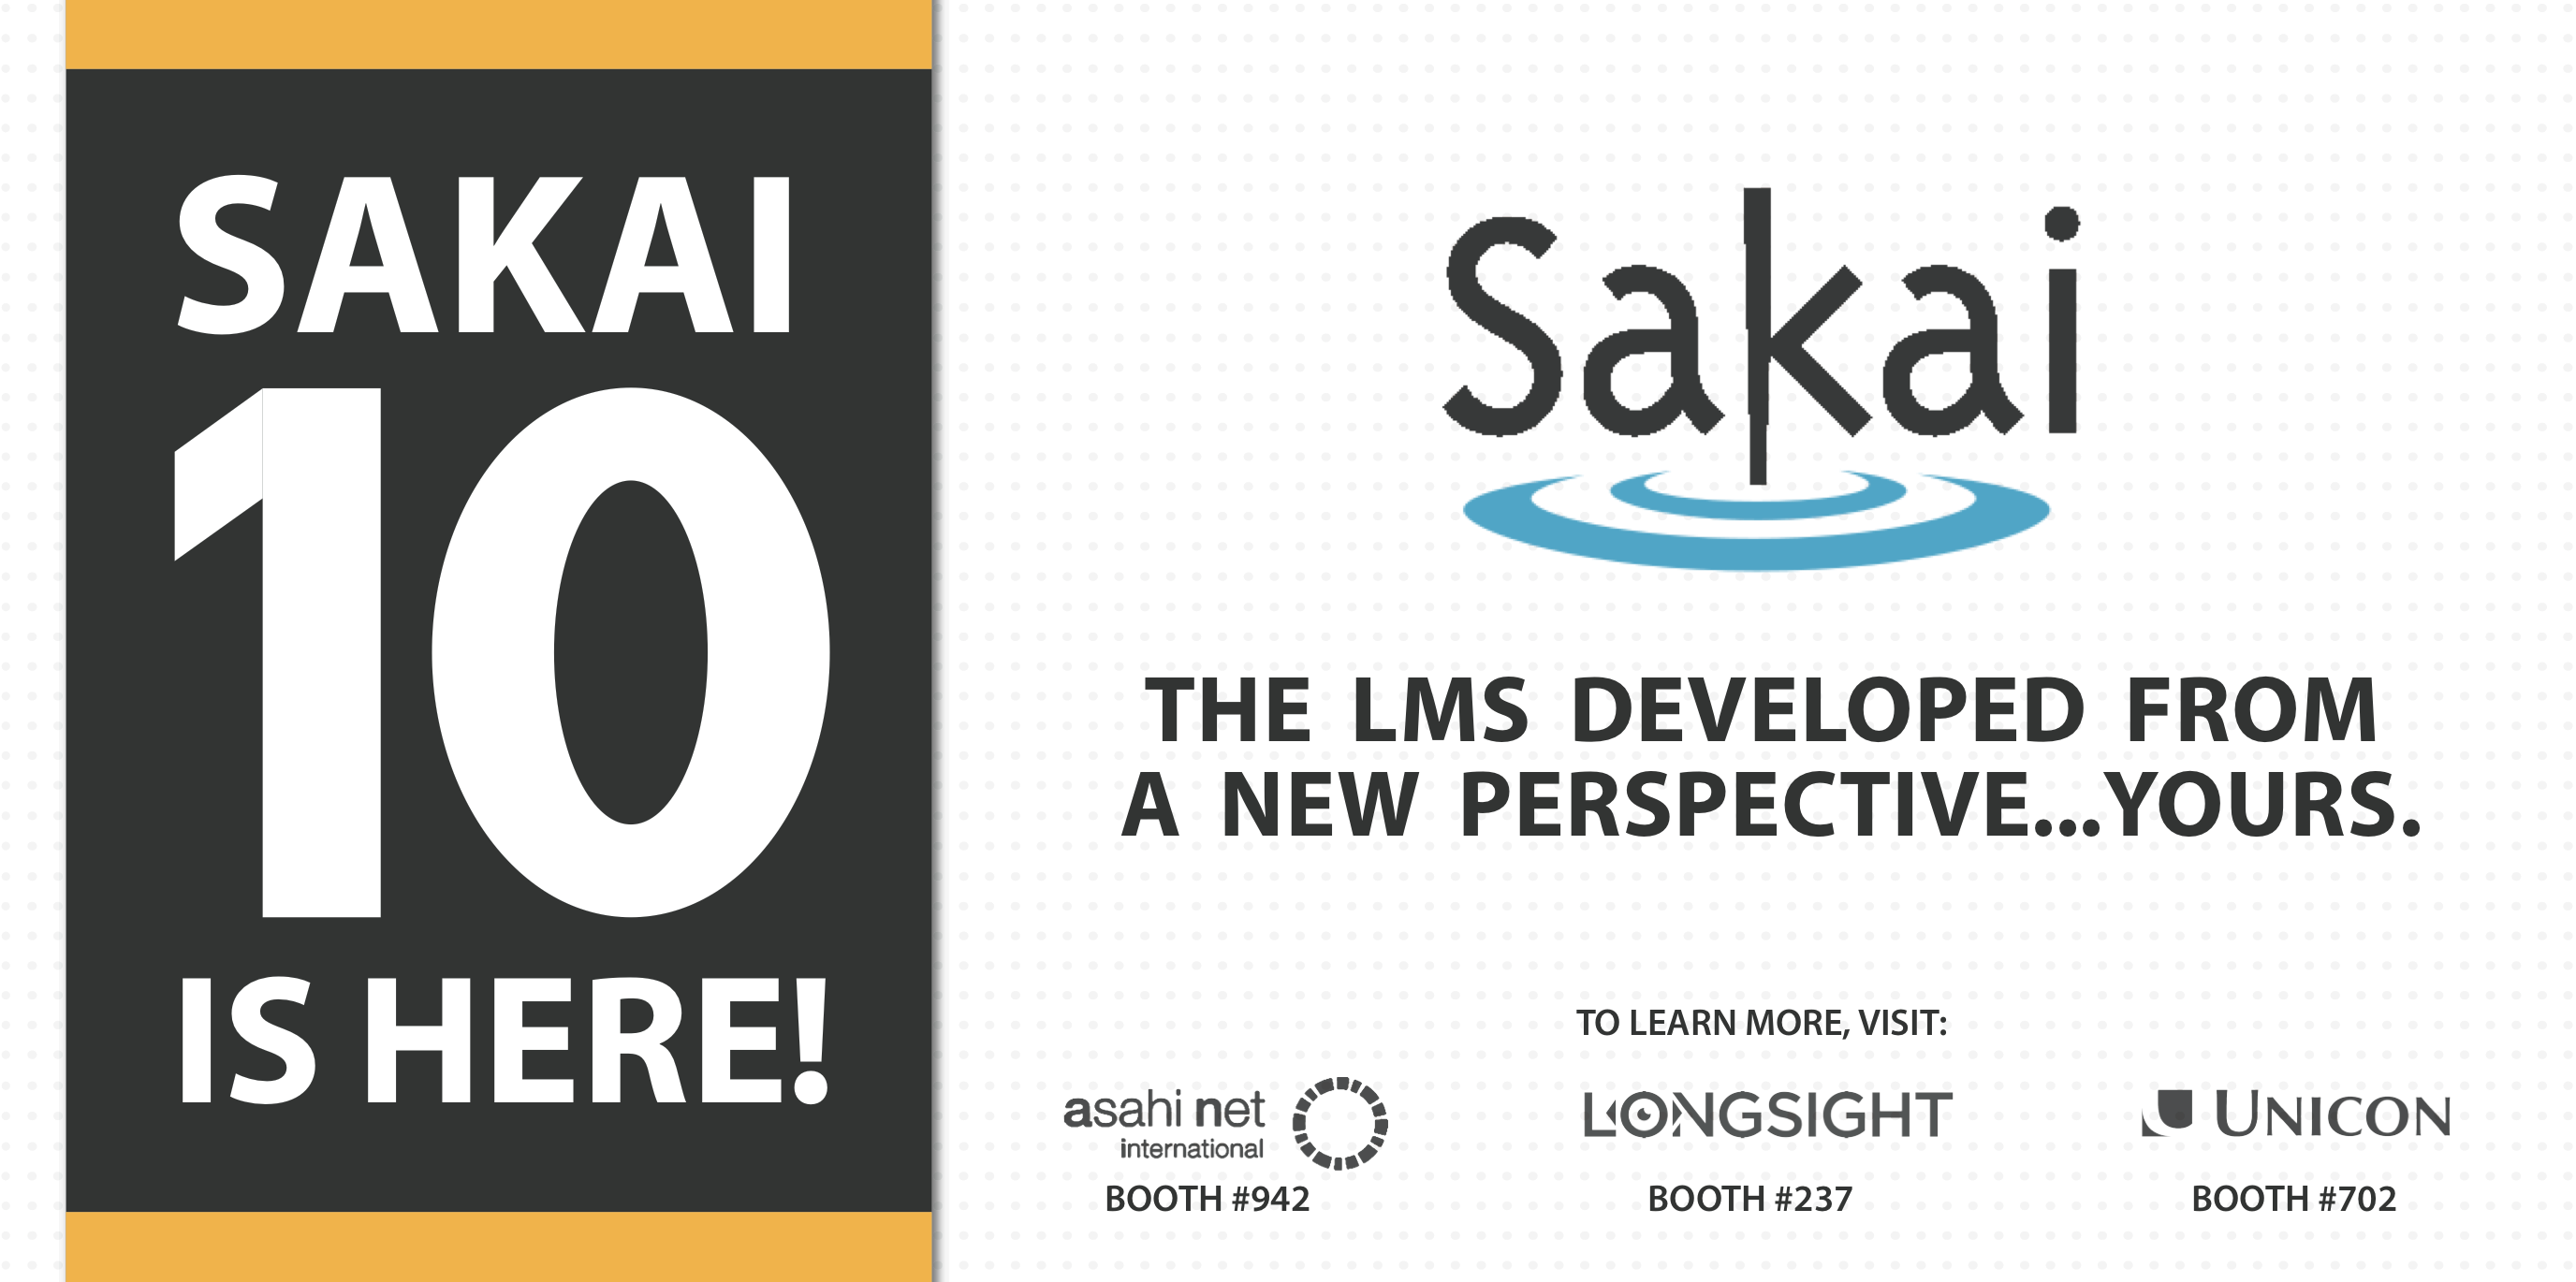 SAKAI
10
IS HERE!
Sakai
THE LMS DEVELOPED FROM
A NEW PERSPECTIVE...YOURS.
TO LEARN MORE, VISIT:
asahi net
international
BOOTH #942
LONGSIGHT
BOOTH #237
UNICON
BOOTH #702